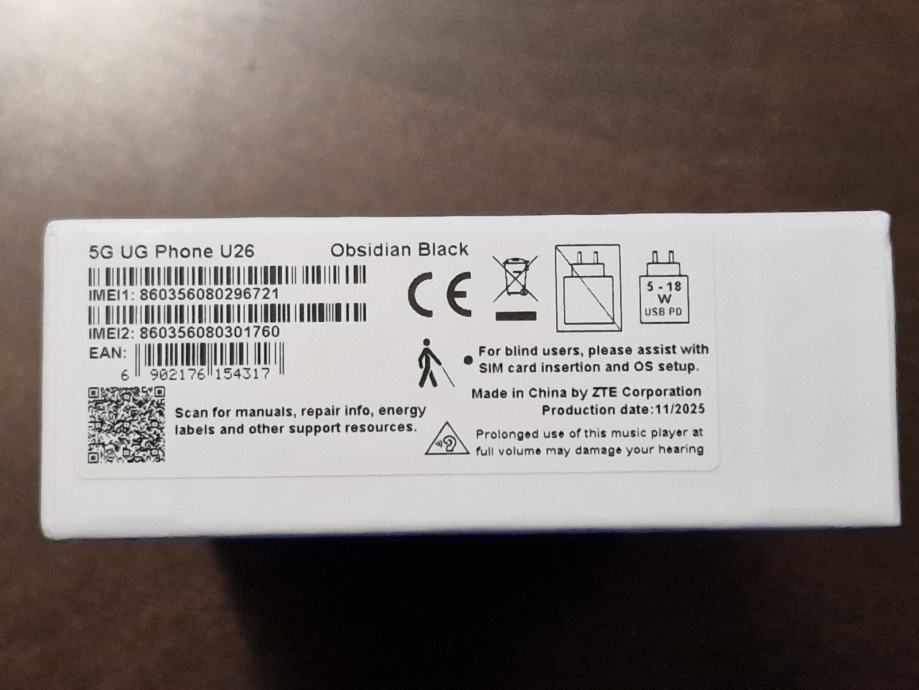 5G UG Phone U26 Obsidian Black
IMEI1: 860356080296721
IMEI2: 860356080301760
EAN:
6 902176 154317
Scan for manuals, repair info, energy
labels and other support resources.
CE
5 - 18
W
USB PD
For blind users, please assist with
SIM card insertion and OS setup.
Made in China by ZTE Corporation
Production date:11/2025
Prolonged use of this music player at
full volume may damage your hearing